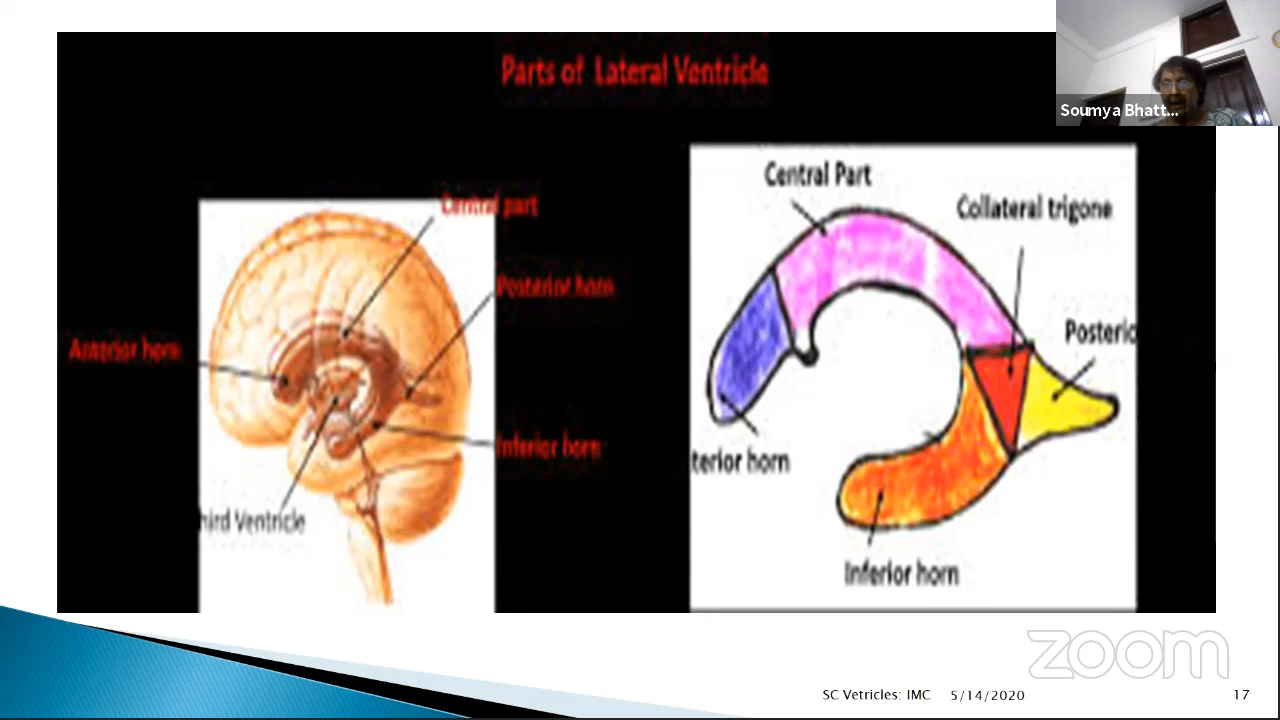 Parts of Lateral Ventricle
Soumya Bhatt...
Central part
Posterior horn
Anterior horn
Inferior horn
hird Ventricle
Central Part
Collateral trigone
Posterio
terior horn
Inferior horn
zoom
SC Vetricles: IMC 5/14/2020 17